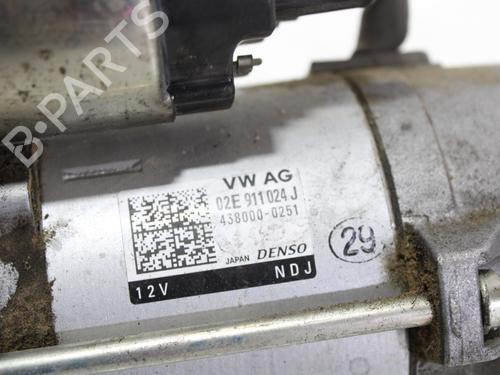 B-PARTS
VW AG
02E 911 024 J
438000-0251
JAPAN DENSO
29
12V NDJ